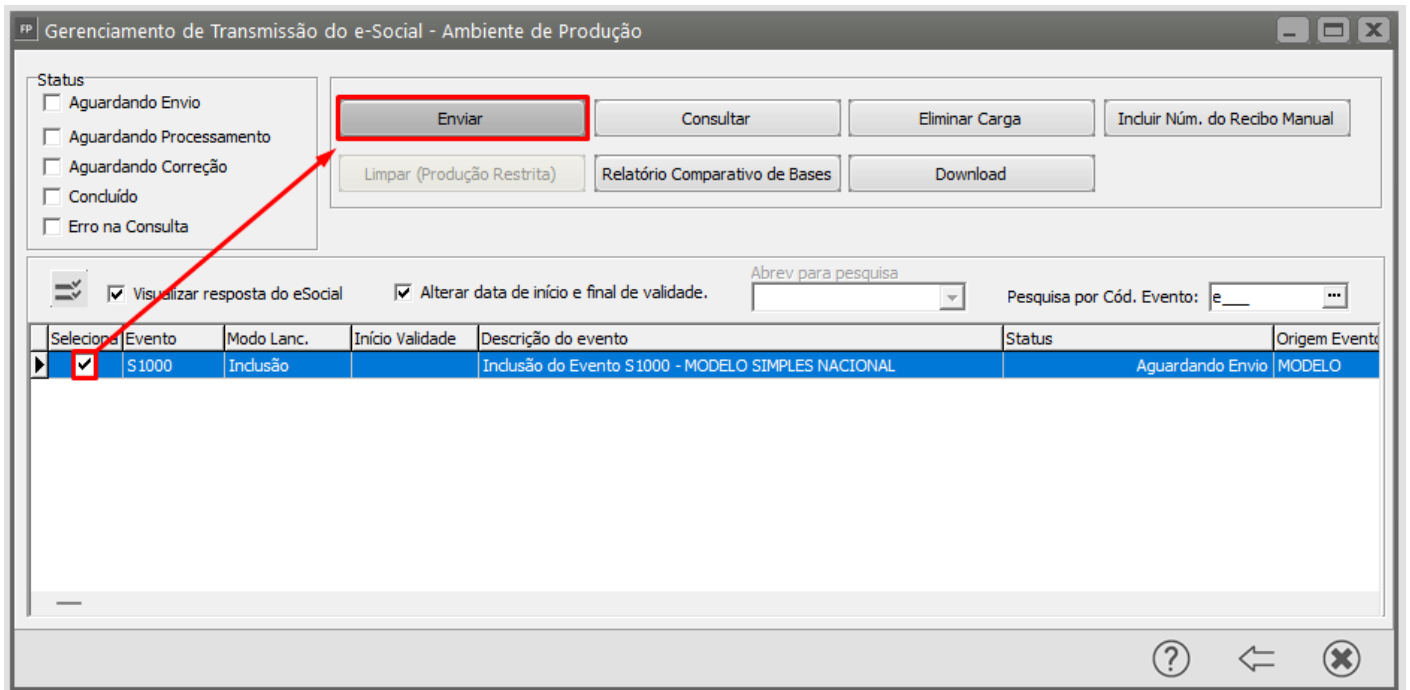 FP Gerenciamento de Transmissão do e-Social - Ambiente de Produção
Status
Aguardando Envio
Aguardando Processamento
Aguardando Correção
Concluído
Erro na Consulta
Enviar Consultar Eliminar Carga Incluir Núm. do Recibo Manual
Limpar (Produção Restrita) Relatório Comparativo de Bases Download
Abrev para pesquisa
Visualizar resposta do eSocial Alterar data de início e final de validade. Pesquisa por Cód. Evento: e___ ...
Seleciona Evento Modo Lanc. Início Validade Descrição do evento Status Origem Evento
S1000 Inclusão Inclusão do Evento S1000 - MODELO SIMPLES NACIONAL Aguardando Envio MODELO
?